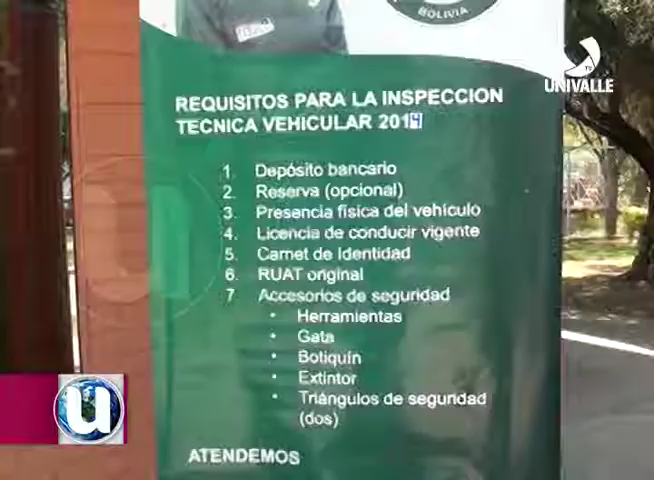 BOLIVIA
UNIVALLE
REQUISITOS PARA LA INSPECCION
TECNICA VEHICULAR 2014
1. Depósito bancario
2. Reserva (opcional)
3. Presencia física del vehículo
4. Licencia de conducir vigente
5. Carnet de Identidad
6. RUAT original
7 Accesorios de seguridad
• Herramientas
• Gata
• Botiquín
• Extintor
• Triángulos de seguridad
(dos)
ATENDEMOS
u